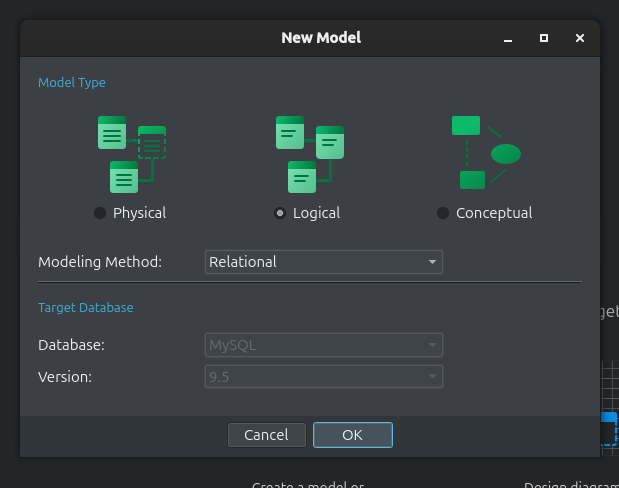 New Model
Model Type
Physical
Logical
Conceptual
Modeling Method: Relational
Target Database
Database: MySQL
Version: 9.5
Cancel OK
Create a model or
Design diagram